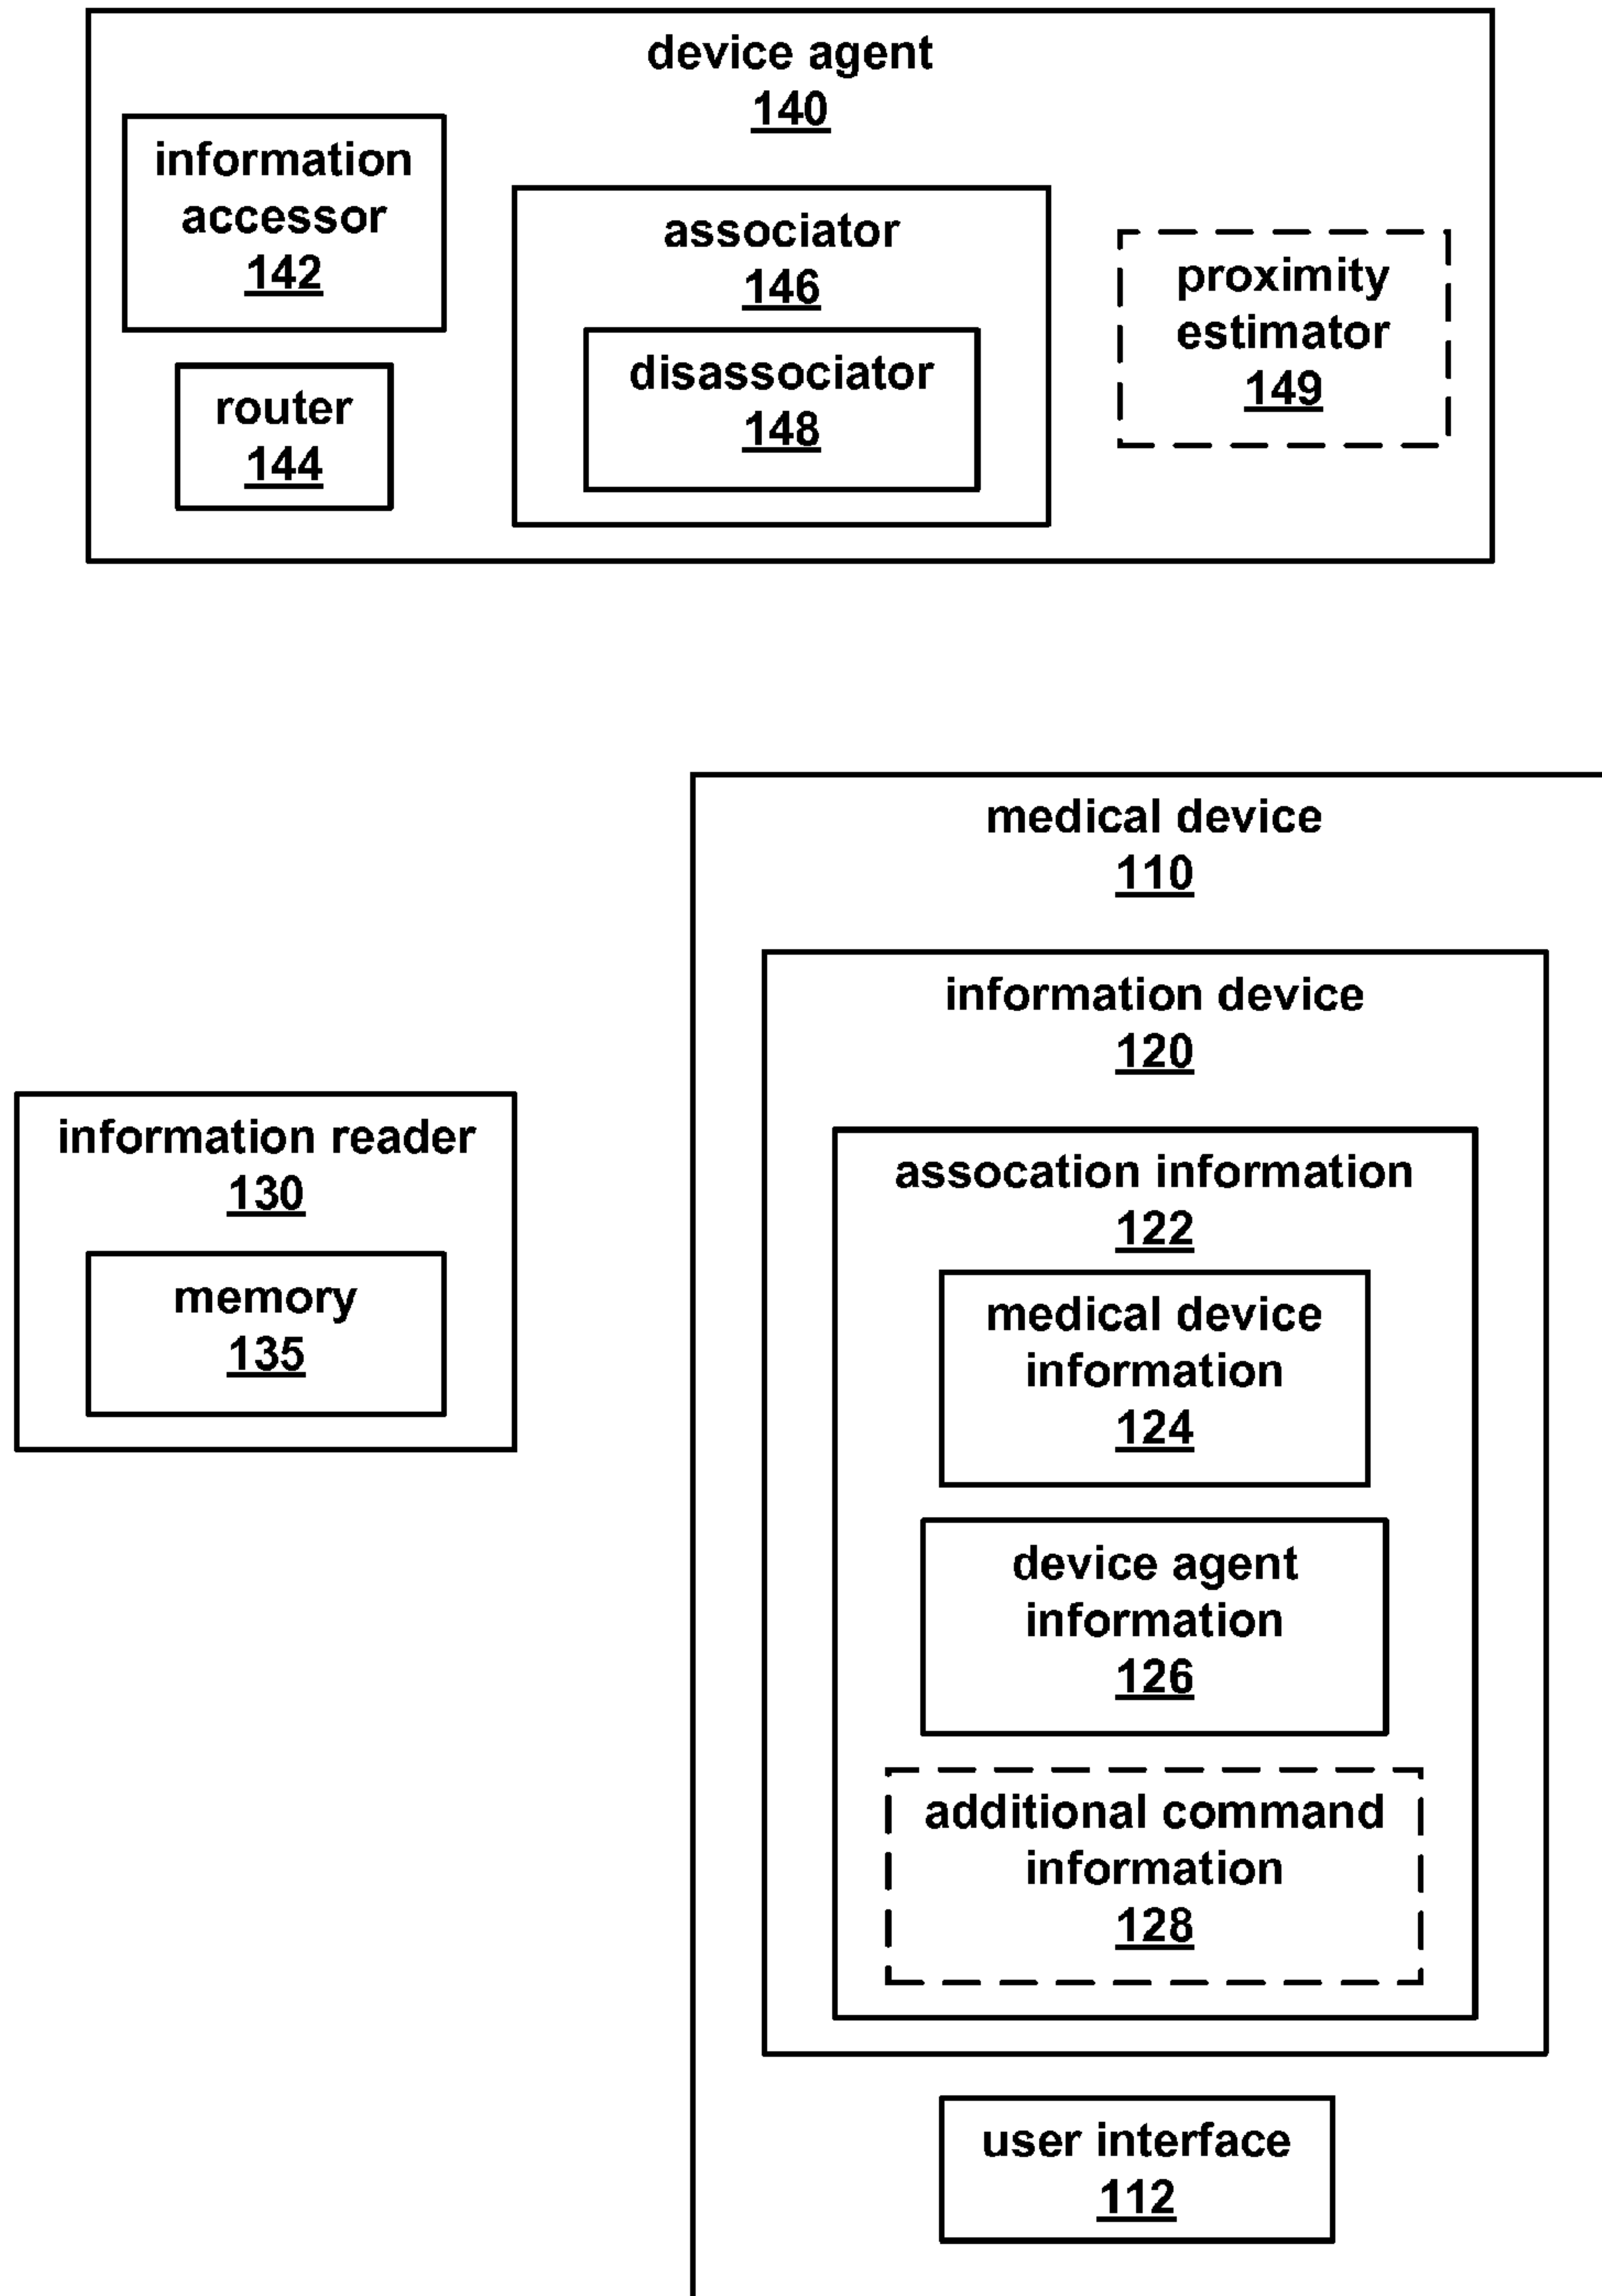 device agent
140
information
accessor
142
router
144
associator
146
disassociator
148
proximity
estimator
149
medical device
110
information device
120
information reader
130
memory
135
assocation information
122
medical device
information
124
device agent
information
126
additional command
information
128
user interface
112